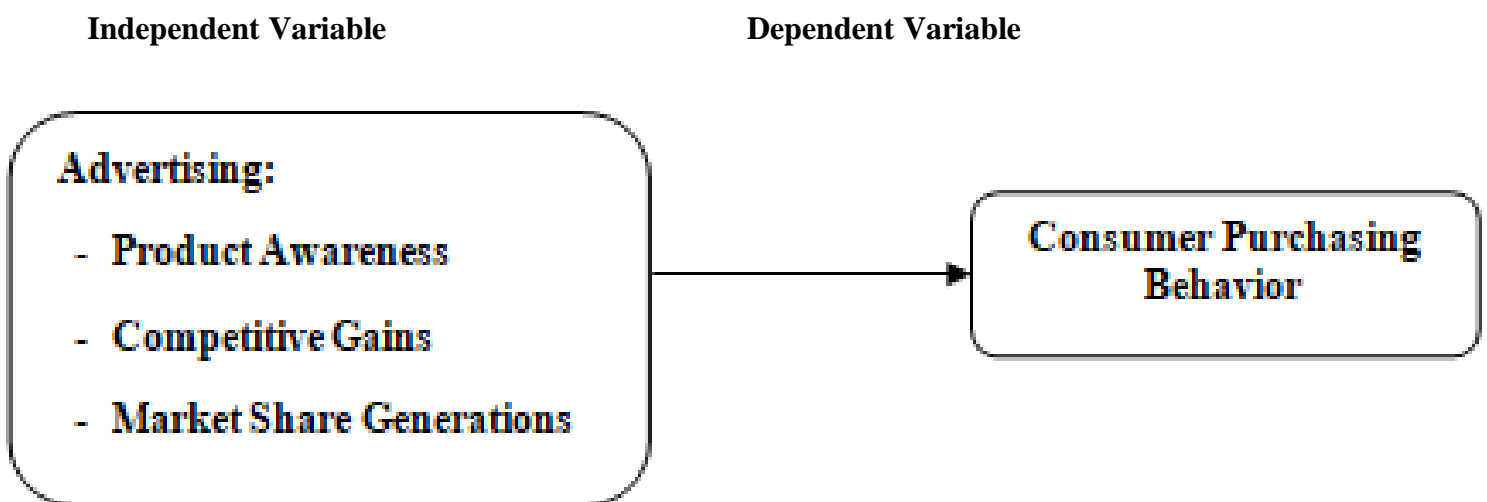 Independent Variable
Dependent Variable
Advertising:
- Product Awareness
- Competitive Gains
- Market Share Generations
Consumer Purchasing
Behavior